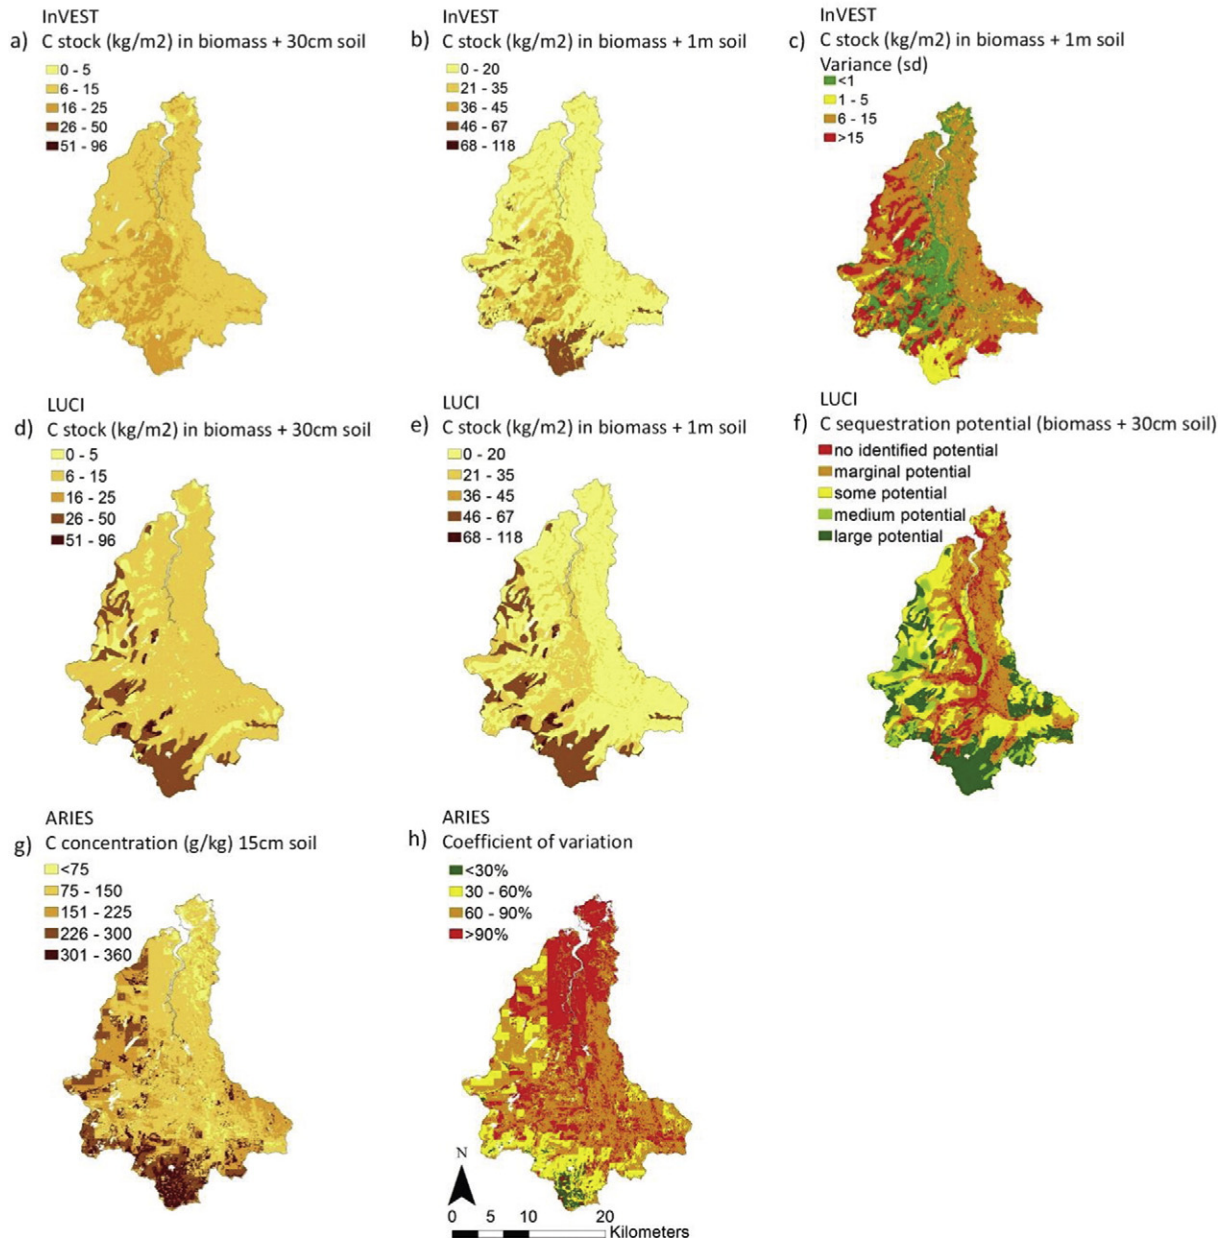 InVEST
a) C stock (kg/m2) in biomass + 30cm soil
0 - 5
6 - 15
16 - 25
26 - 50
51 - 96
InVEST
b) C stock (kg/m2) in biomass + 1m soil
0 - 20
21 - 35
36 - 45
46 - 67
68 - 118
InVEST
c) C stock (kg/m2) in biomass + 1m soil
Variance (sd)
<1
1 - 5
6 - 15
>15
LUCI
d) C stock (kg/m2) in biomass + 30cm soil
0 - 5
6 - 15
16 - 25
26 - 50
51 - 96
LUCI
e) C stock (kg/m2) in biomass + 1m soil
0 - 20
21 - 35
36 - 45
46 - 67
68 - 118
LUCI
f) C sequestration potential (biomass + 30cm soil)
no identified potential
marginal potential
some potential
medium potential
large potential
ARIES
g) C concentration (g/kg) 15cm soil
<75
75 - 150
151 - 225
226 - 300
301 - 360
ARIES
h) Coefficient of variation
<30%
30 - 60%
60 - 90%
>90%
N
0 5 10 20
Kilometers